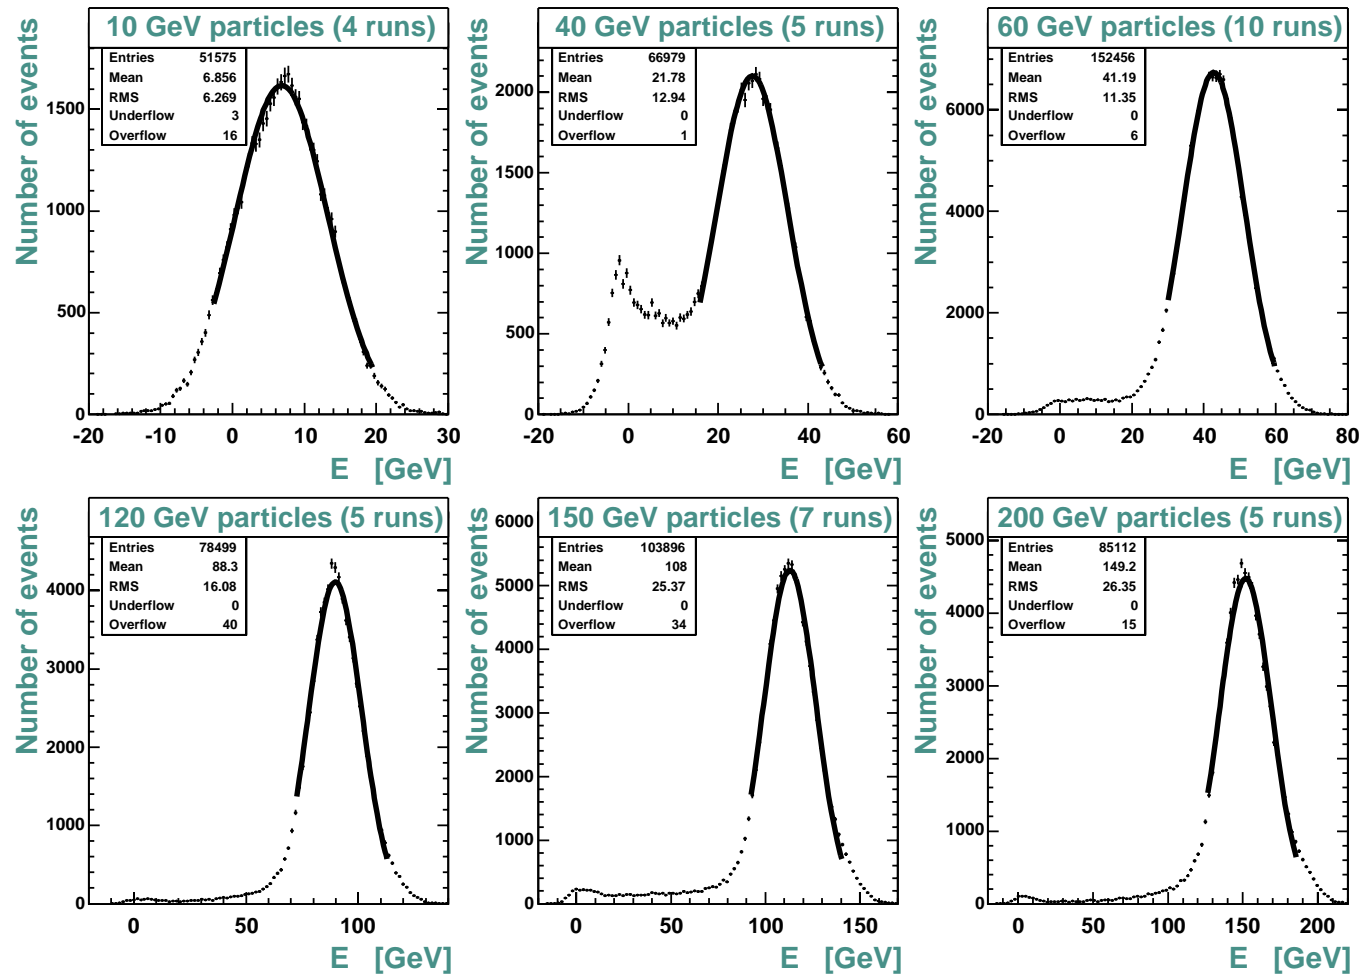 10 GeV particles (4 runs)
Number of events
Entries 51575
Mean 6.856
RMS 6.269
Underflow 3
Overflow 16
1500
1000
500
0
-20 -10 0 10 20 30
E [GeV]
40 GeV particles (5 runs)
Number of events
Entries 66979
Mean 21.78
RMS 12.94
Underflow 0
Overflow 1
2000
1500
1000
500
0
-20 0 20 40 60
E [GeV]
60 GeV particles (10 runs)
Number of events
Entries 152456
Mean 41.19
RMS 11.35
Underflow 0
Overflow 6
6000
4000
2000
0
-20 0 20 40 60 80
E [GeV]
120 GeV particles (5 runs)
Number of events
Entries 78499
Mean 88.3
RMS 16.08
Underflow 0
Overflow 40
4000
3000
2000
1000
0
0 50 100
E [GeV]
150 GeV particles (7 runs)
Number of events
Entries 103896
Mean 108
RMS 25.37
Underflow 0
Overflow 34
6000
5000
4000
3000
2000
1000
0
0 50 100 150
E [GeV]
200 GeV particles (5 runs)
Number of events
Entries 85112
Mean 149.2
RMS 26.35
Underflow 0
Overflow 15
5000
4000
3000
2000
1000
0
0 50 100 150 200
E [GeV]